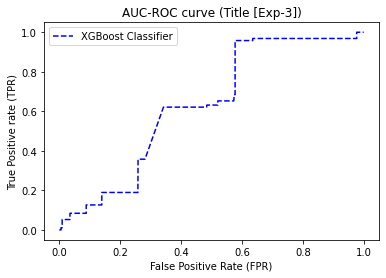 AUC-ROC curve (Title [Exp-3])
XGBoost Classifier
True Positive rate (TPR)
1.0
0.8
0.6
0.4
0.2
0.0
0.0 0.2 0.4 0.6 0.8 1.0
False Positive Rate (FPR)